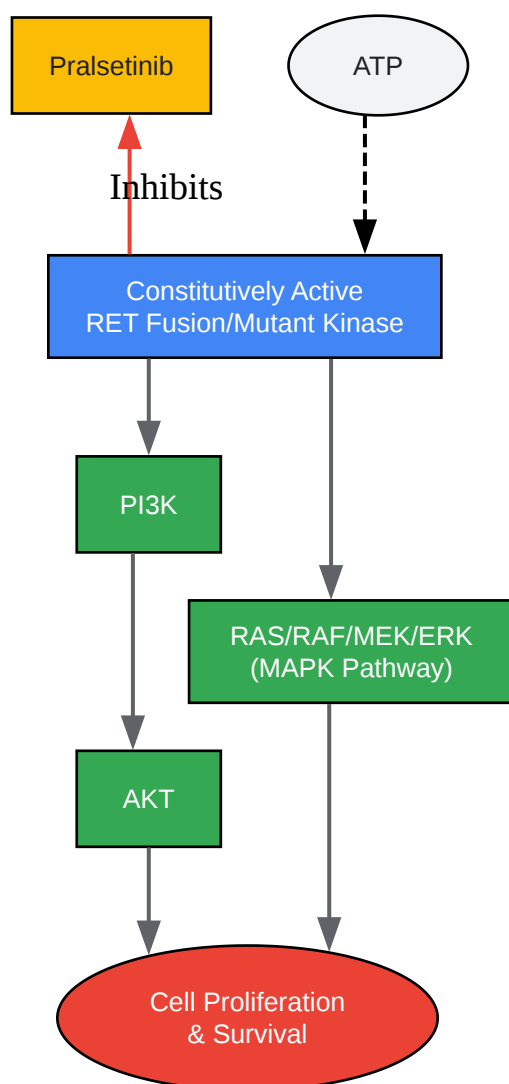 Pralsetinib
ATP
Inhibits
Constitutively Active
RET Fusion/Mutant Kinase
PI3K
RAS/RAF/MEK/ERK
(MAPK Pathway)
AKT
Cell Proliferation
& Survival